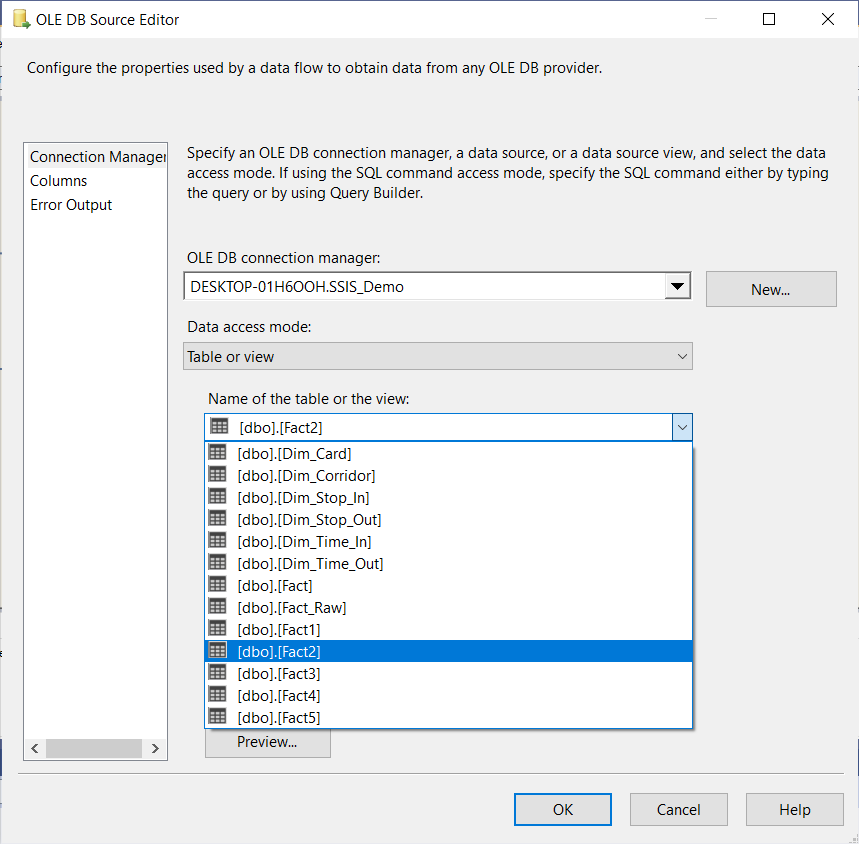 OLE DB Source Editor
Configure the properties used by a data flow to obtain data from any OLE DB provider.
Connection Manager
Columns
Error Output
Specify an OLE DB connection manager, a data source, or a data source view, and select the data
access mode. If using the SQL command access mode, specify the SQL command either by typing
the query or by using Query Builder.
OLE DB connection manager:
DESKTOP-01H6OOH.SSIS_Demo
New...
Data access mode:
Table or view
Name of the table or the view:
[dbo].[Fact2]
[dbo].[Dim_Card]
[dbo].[Dim_Corridor]
[dbo].[Dim_Stop_In]
[dbo].[Dim_Stop_Out]
[dbo].[Dim_Time_In]
[dbo].[Dim_Time_Out]
[dbo].[Fact]
[dbo].[Fact_Raw]
[dbo].[Fact1]
[dbo].[Fact2]
[dbo].[Fact3]
[dbo].[Fact4]
[dbo].[Fact5]
Preview...
OK
Cancel
Help